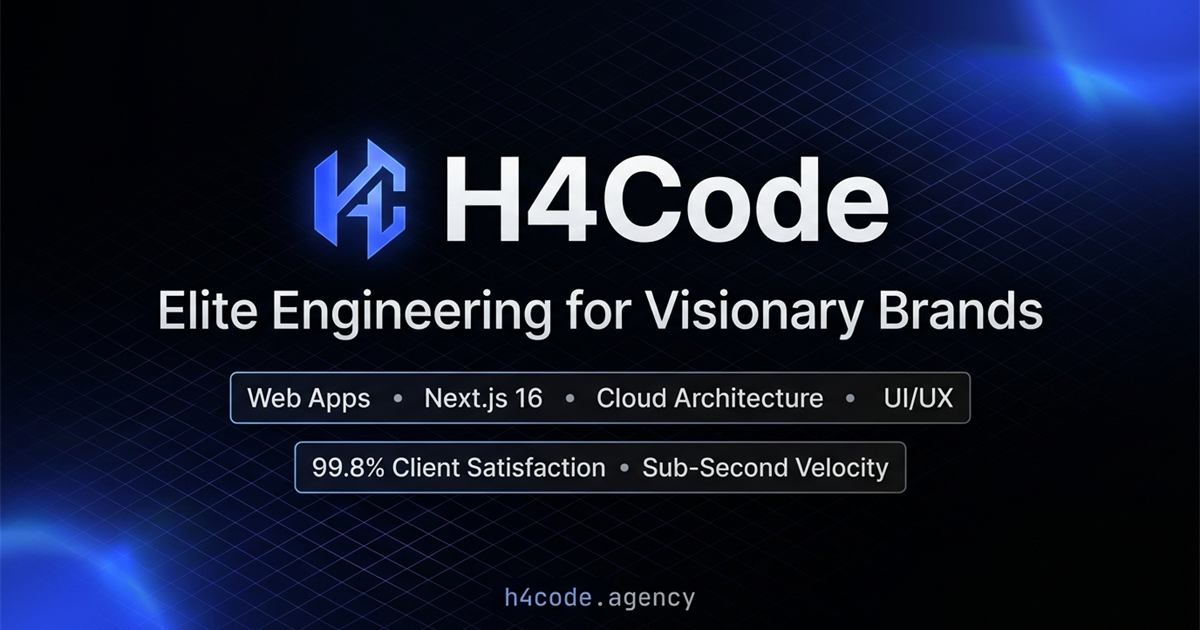 H4Code
Elite Engineering for Visionary Brands
Web Apps • Next.js 16 • Cloud Architecture • UI/UX
99.8% Client Satisfaction • Sub-Second Velocity
h4code.agency